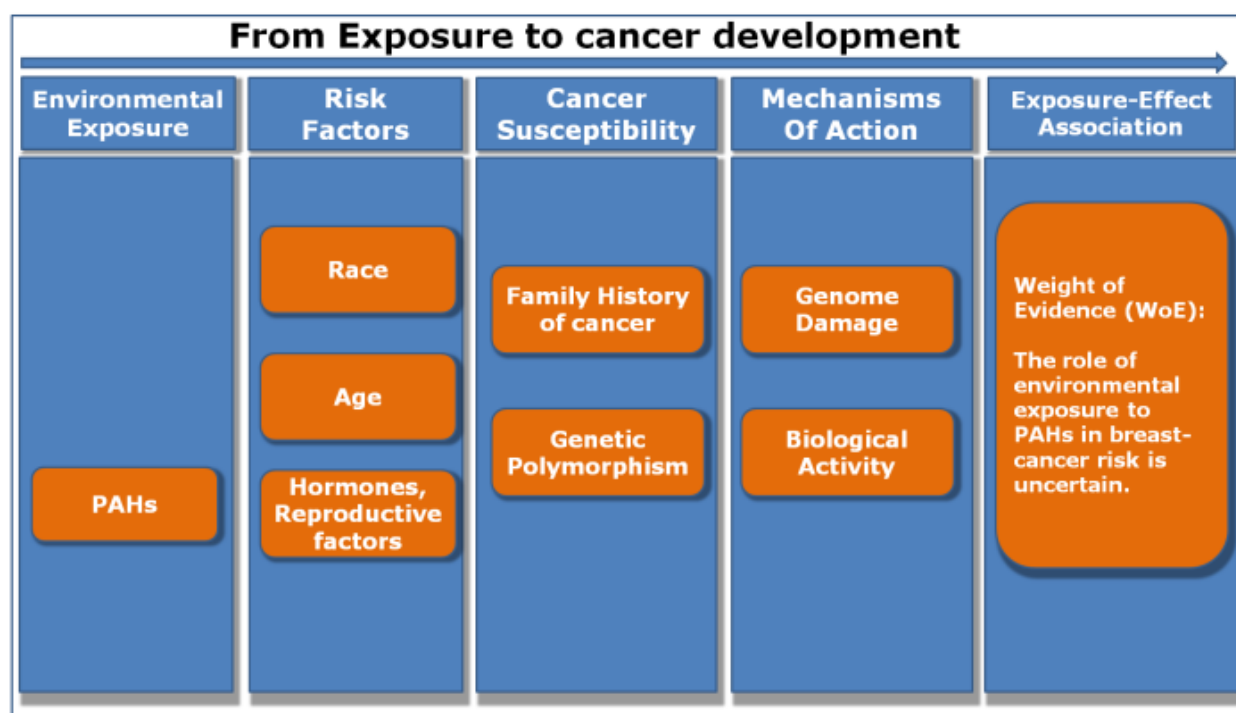 From Exposure to cancer development
Environmental
Exposure
Risk
Factors
Cancer
Susceptibility
Mechanisms
Of Action
Exposure-Effect
Association
PAHs
Race
Age
Hormones,
Reproductive
factors
Family History
of cancer
Genetic
Polymorphism
Genome
Damage
Biological
Activity
Weight of
Evidence (WoE):
The role of
environmental
exposure to
PAHs in breast-
cancer risk is
uncertain.